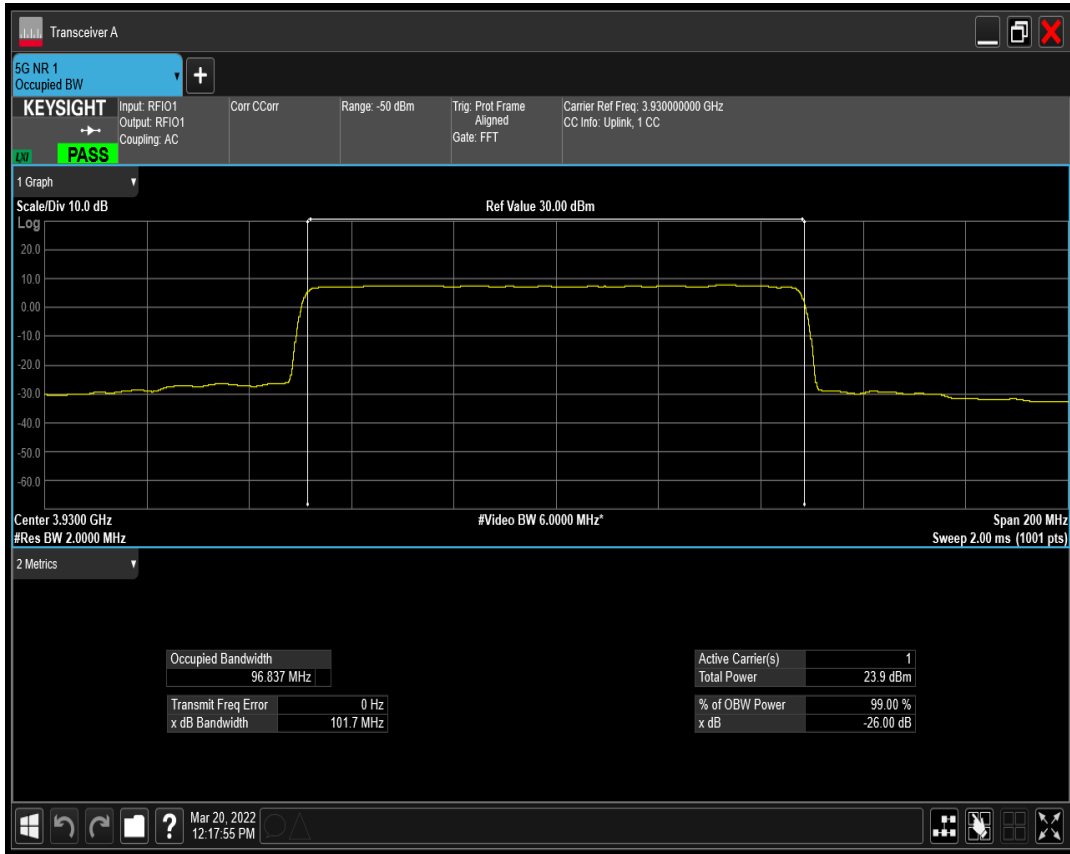 Transceiver A
5G NR 1
Occupied BW
+
KEYSIGHT
LXI
PASS
Input: RFIO1
Output: RFIO1
Coupling: AC
Corr CCorr
Range: -50 dBm
Trig: Prot Frame
Aligned
Gate: FFT
Carrier Ref Freq: 3.930000000 GHz
CC Info: Uplink, 1 CC
1 Graph
Scale/Div 10.0 dB
Ref Value 30.00 dBm
Log
20.0
10.0
0.00
-10.0
-20.0
-30.0
-40.0
-50.0
-60.0
Center 3.9300 GHz
#Video BW 6.0000 MHz*
Span 200 MHz
#Res BW 2.0000 MHz
Sweep 2.00 ms (1001 pts)
2 Metrics
Occupied Bandwidth
96.837 MHz
Transmit Freq Error 0 Hz
x dB Bandwidth 101.7 MHz
Active Carrier(s) 1
Total Power 23.9 dBm
% of OBW Power 99.00 %
x dB -26.00 dB
?
Mar 20, 2022
12:17:55 PM